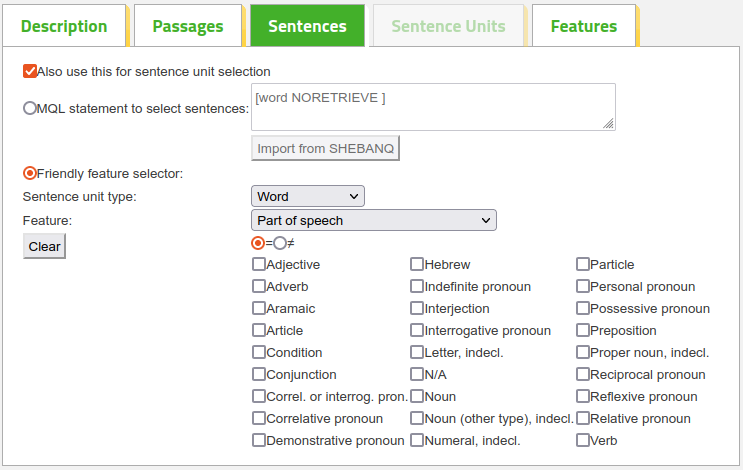 Description Passages Sentences Sentence Units Features
Also use this for sentence unit selection
MQL statement to select sentences: [word NORETRIEVE ]
Import from SHEBANQ
Friendly feature selector:
Sentence unit type: Word
Feature: Part of speech
Clear = ≠
Adjective Hebrew Particle
Adverb Indefinite pronoun Personal pronoun
Aramaic Interjection Possessive pronoun
Article Interrogative pronoun Preposition
Condition Letter, indecl. Proper noun, indecl.
Conjunction N/A Reciprocal pronoun
Correl. or interrog. pron. Noun Reflexive pronoun
Correlative pronoun Noun (other type), indecl. Relative pronoun
Demonstrative pronoun Numeral, indecl. Verb